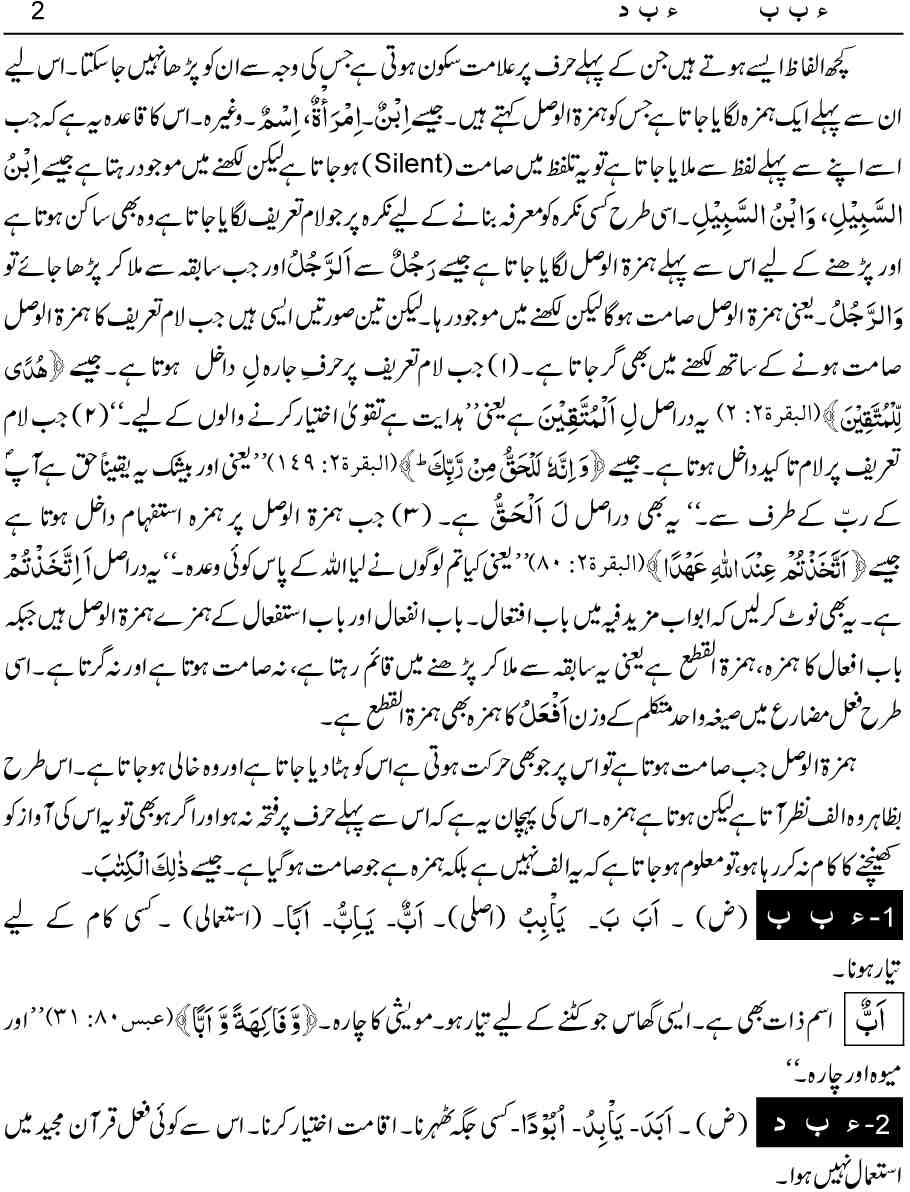 ء ب ب ء ب د 2
کچھ الفاظ ایسے ہوتے ہیں جن کے پہلے حرف پر علامت سکون ہوتی ہے جس کی وجہ سے ان کو پڑھا نہیں جا سکتا۔ اس لیے
ان سے پہلے ایک ہمزہ لگایا جاتا ہے جس کو ہمزۃ الوصل کہتے ہیں۔ جیسے اِبْنٌ۔ اِمْرَأَةٌ، اِسْمٌ۔ وغیرہ۔ اس کا قاعدہ یہ ہے کہ جب
اسے اپنے سے پہلے لفظ سے ملایا جاتا ہے تو یہ تلفظ میں صامت (Silent) ہو جاتا ہے لیکن لکھنے میں موجود رہتا ہے جیسے اِبْنُ
السَّبِيْلِ، وَابْنُ السَّبِيْلِ۔ اسی طرح کسی نکرہ کو معرفہ بنانے کے لیے نکرہ پر جو لام تعریف لگایا جاتا ہے وہ بھی ساکن ہوتا ہے
اور پڑھنے کے لیے اس سے پہلے ہمزۃ الوصل لگایا جاتا ہے جیسے رَجُلٌ سے اَلرَّجُلُ اور جب سابقہ سے ملا کر پڑھا جائے تو
وَالرَّجُلُ۔ یعنی ہمزۃ الوصل صامت ہوگا لیکن لکھنے میں موجود رہا۔ لیکن تین صورتیں ایسی ہیں جب لام تعریف کا ہمزۃ الوصل
صامت ہونے کے ساتھ لکھنے میں بھی گر جاتا ہے۔ (۱) جب لام تعریف پر حرفِ جارہ لِ داخل ہوتا ہے۔ جیسے ﴿هُدًى
لِّلْمُتَّقِيْنَ﴾ (البقرة۲: ۲) یہ دراصل لِ اَلْمُتَّقِيْنَ ہے یعنی ’’ہدایت ہے تقویٰ اختیار کرنے والوں کے لیے۔‘‘ (۲) جب لام
تعریف پر لام تاکید داخل ہوتا ہے۔ جیسے ﴿وَ اِنَّهٗ لَلْحَقُّ مِنْ رَّبِّكَ ؕ﴾ (البقرة۲: ۱٤۹) ’’یعنی اور بیشک یہ یقیناً حق ہے آپؐ
کے ربّ کے طرف سے۔‘‘ یہ بھی دراصل لَ اَلْحَقُّ ہے۔ (۳) جب ہمزۃ الوصل پر ہمزہ استفہام داخل ہوتا ہے
جیسے ﴿اَتَّخَذْتُمْ عِنْدَ اللّٰهِ عَهْدًا﴾ (البقرة۲: ۸۰) ’’یعنی کیا تم لوگوں نے لیا اللہ کے پاس کوئی وعدہ۔‘‘ یہ دراصل اَ اِتَّخَذْتُمْ
ہے۔ یہ بھی نوٹ کر لیں کہ ابواب مزید فیہ میں باب افتعال۔ باب انفعال اور باب استفعال کے ہمزے ہمزۃ الوصل ہیں جبکہ
باب افعال کا ہمزہ، ہمزۃ القطع ہے یعنی یہ سابقہ سے ملا کر پڑھنے میں قائم رہتا ہے، نہ صامت ہوتا ہے اور نہ گرتا ہے۔ اسی
طرح فعل مضارع میں صیغہ واحد متکلم کے وزن اَفْعَلُ کا ہمزہ بھی ہمزۃ القطع ہے۔
ہمزۃ الوصل جب صامت ہوتا ہے تو اس پر جو بھی حرکت ہوتی ہے اس کو ہٹا دیا جاتا ہے اور وہ خالی ہو جاتا ہے۔ اس طرح
بظاہر وہ الف نظر آتا ہے لیکن ہوتا ہے ہمزہ۔ اس کی پہچان یہ ہے کہ اس سے پہلے حرف پر فتحہ نہ ہو اور اگر ہو بھی تو یہ اس کی آواز کو
کھینچنے کا کام نہ کر رہا ہو، تو معلوم ہو جاتا ہے کہ یہ الف نہیں ہے بلکہ ہمزہ ہے جو صامت ہو گیا ہے۔ جیسے ذٰلِكَ الْكِتٰبَ۔
1- ء ب ب (ض) ۔ اَبَ بَ۔ يَأْبِبُ (اصلی)۔ اَبَّ۔ يَاِبُّ۔ اَبًّا۔ (استعمالی) ۔ کسی کام کے لیے
تیار ہونا۔
اَبٌّ اسم ذات بھی ہے۔ ایسی گھاس جو کٹنے کے لیے تیار ہو۔ مویشی کا چارہ۔ ﴿وَّ فَاكِهَةً وَّ اَبًّا﴾ (عبس ۸۰: ۳۱) ’’اور
میوہ اور چارہ۔‘‘
2- ء ب د (ض) ۔ اَبَدَ۔ يَأْبِدُ۔ اُبُوْدًا۔ کسی جگہ ٹھہرنا۔ اقامت اختیار کرنا۔ اس سے کوئی فعل قرآن مجید میں
استعمال نہیں ہوا۔